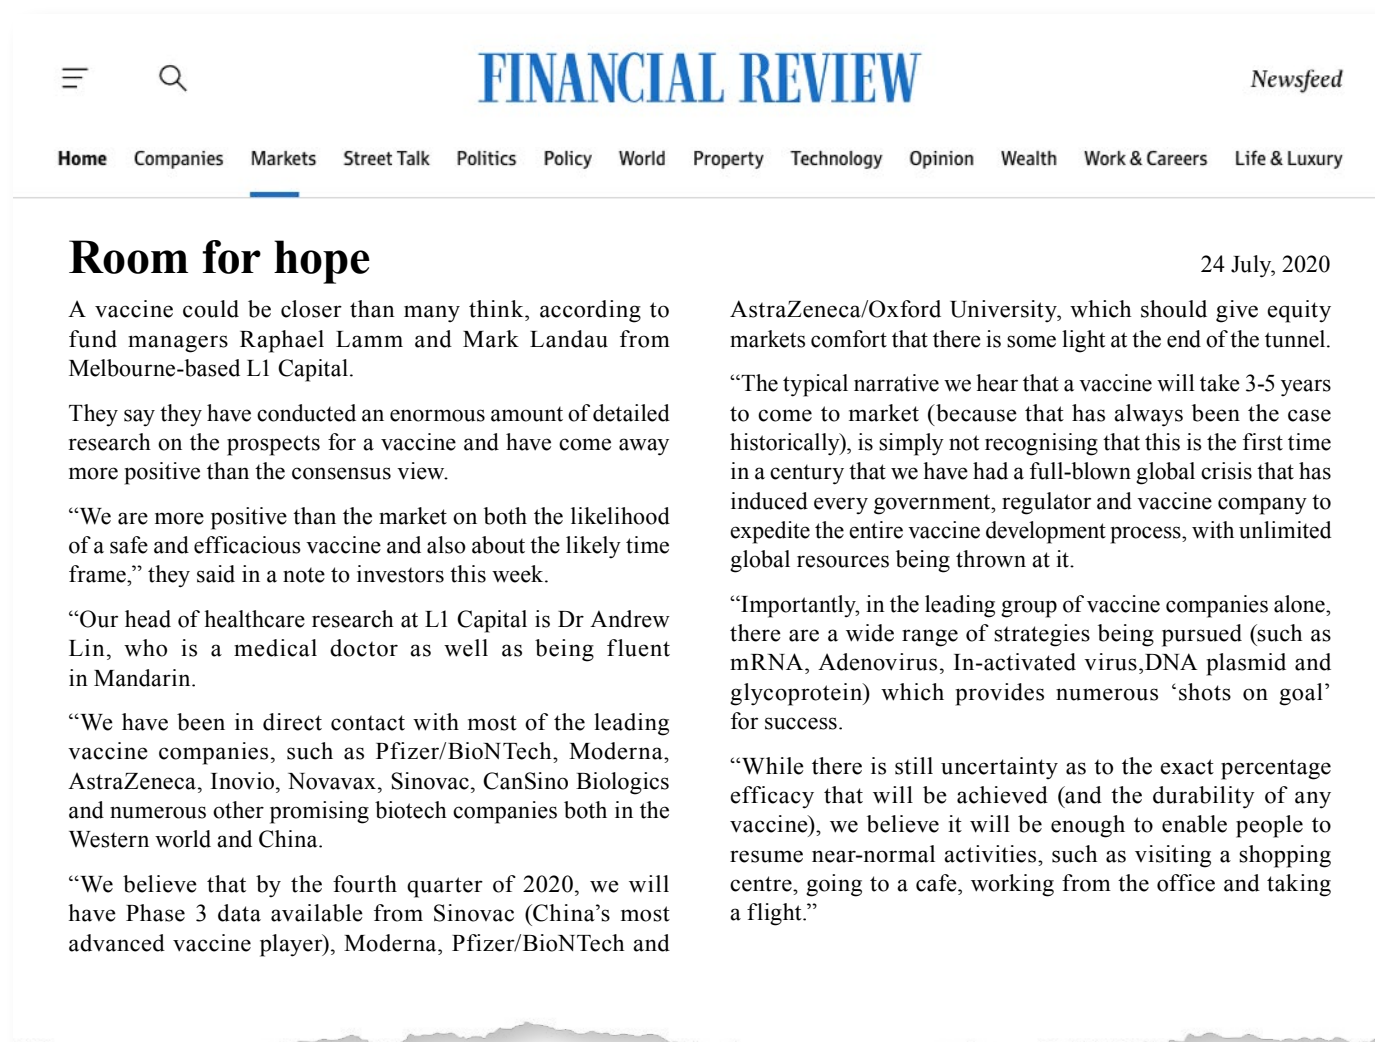 FINANCIAL REVIEW
Newsfeed
Home Companies Markets Street Talk Politics Policy World Property Technology Opinion Wealth Work & Careers Life & Luxury
Room for hope
24 July, 2020
A vaccine could be closer than many think, according to
fund managers Raphael Lamm and Mark Landau from
Melbourne-based L1 Capital.
They say they have conducted an enormous amount of detailed
research on the prospects for a vaccine and have come away
more positive than the consensus view.
“We are more positive than the market on both the likelihood
of a safe and efficacious vaccine and also about the likely time
frame,” they said in a note to investors this week.
“Our head of healthcare research at L1 Capital is Dr Andrew
Lin, who is a medical doctor as well as being fluent
in Mandarin.
“We have been in direct contact with most of the leading
vaccine companies, such as Pfizer/BioNTech, Moderna,
AstraZeneca, Inovio, Novavax, Sinovac, CanSino Biologics
and numerous other promising biotech companies both in the
Western world and China.
“We believe that by the fourth quarter of 2020, we will
have Phase 3 data available from Sinovac (China’s most
advanced vaccine player), Moderna, Pfizer/BioNTech and
AstraZeneca/Oxford University, which should give equity
markets comfort that there is some light at the end of the tunnel.
“The typical narrative we hear that a vaccine will take 3-5 years
to come to market (because that has always been the case
historically), is simply not recognising that this is the first time
in a century that we have had a full-blown global crisis that has
induced every government, regulator and vaccine company to
expedite the entire vaccine development process, with unlimited
global resources being thrown at it.
“Importantly, in the leading group of vaccine companies alone,
there are a wide range of strategies being pursued (such as
mRNA, Adenovirus, In-activated virus,DNA plasmid and
glycoprotein) which provides numerous ‘shots on goal’
for success.
“While there is still uncertainty as to the exact percentage
efficacy that will be achieved (and the durability of any
vaccine), we believe it will be enough to enable people to
resume near-normal activities, such as visiting a shopping
centre, going to a cafe, working from the office and taking
a flight.”